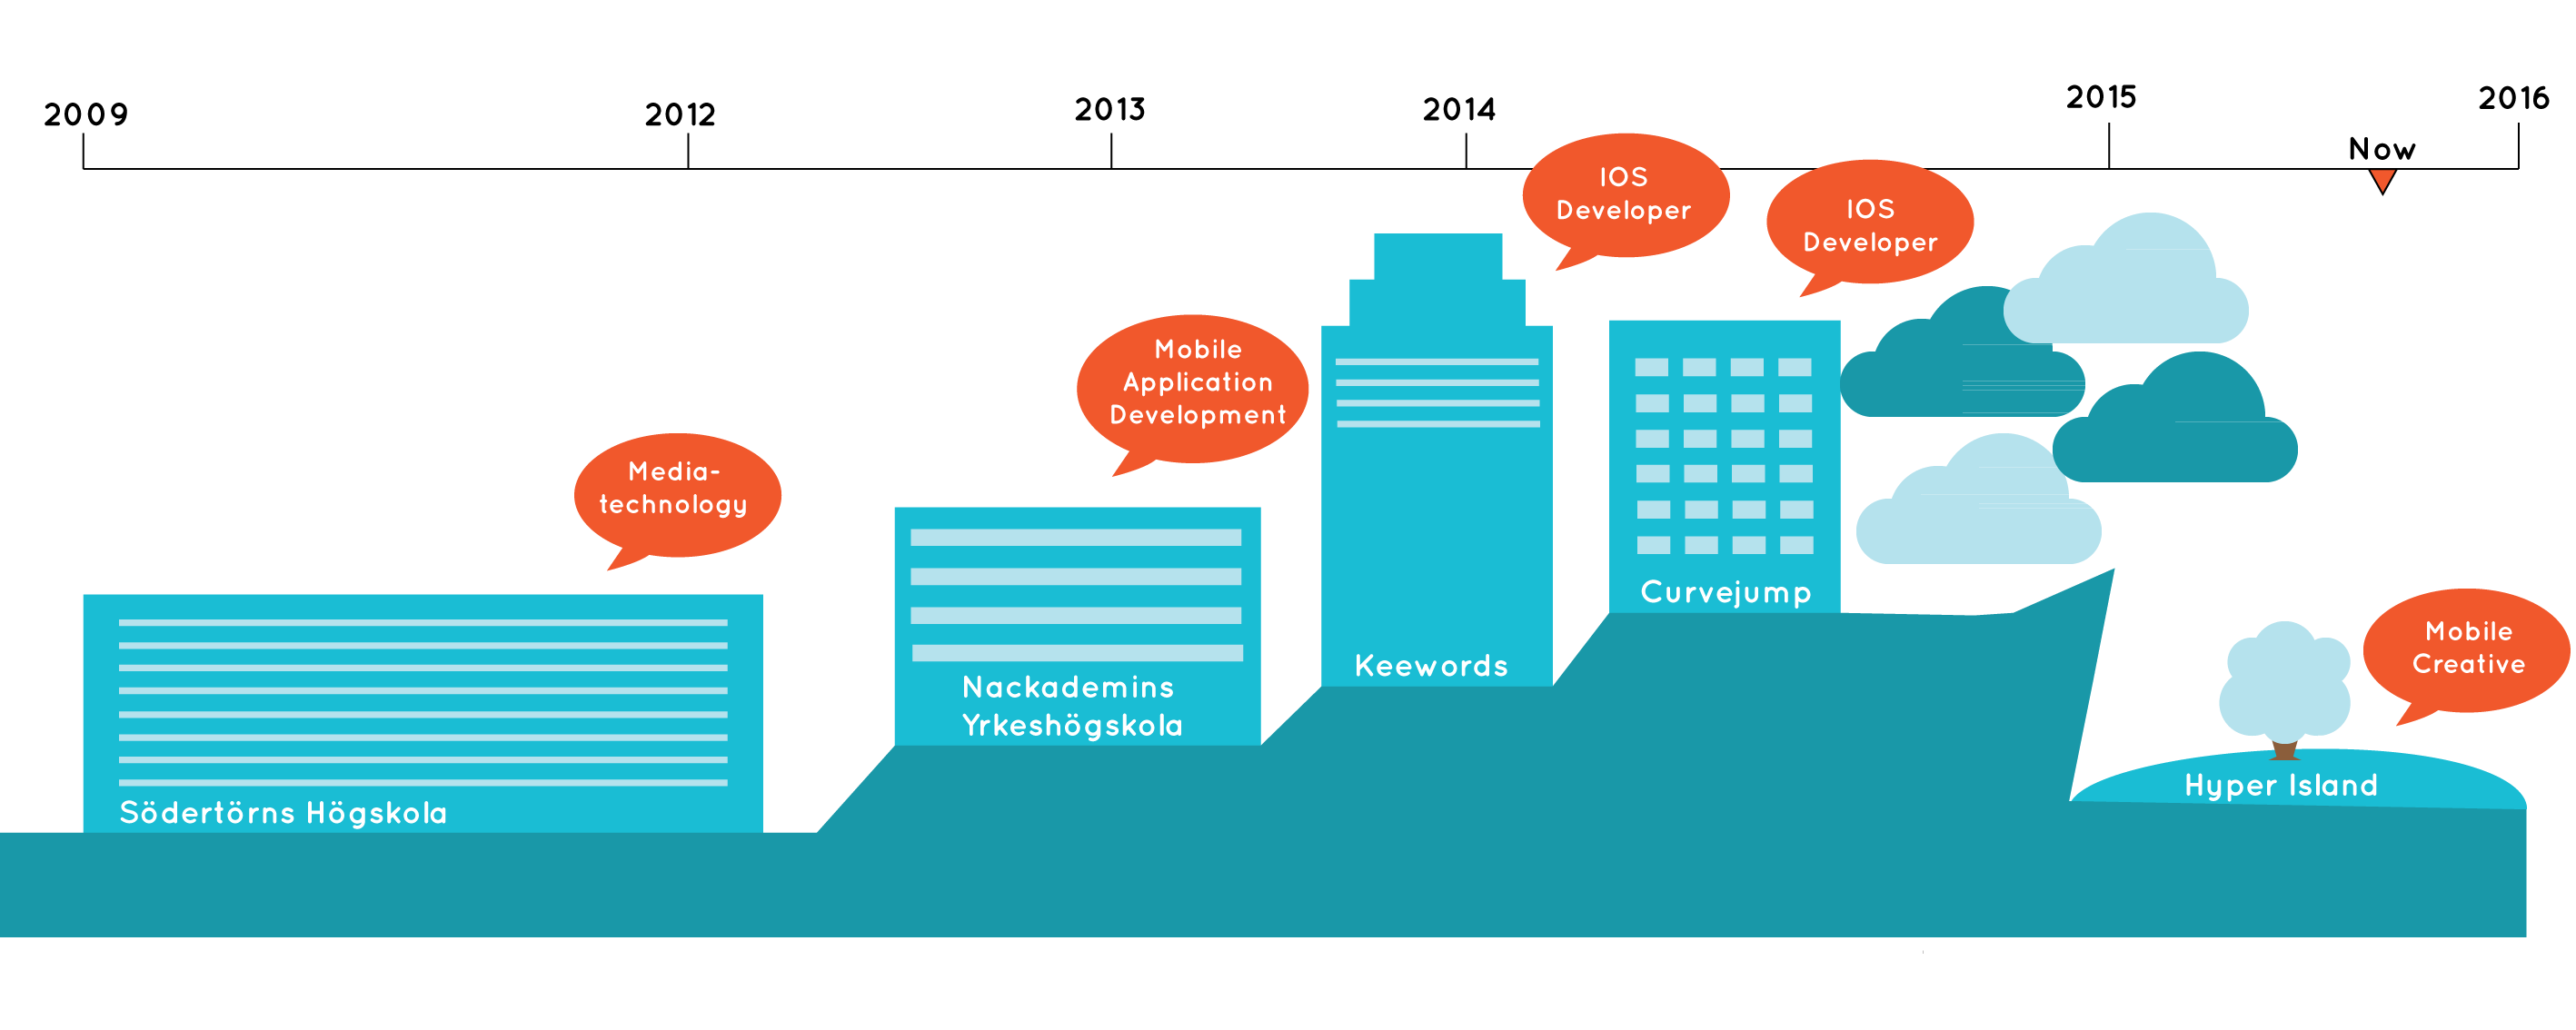 2009
2012
2013
2014
2015
2016
Now
IOS
Developer
IOS
Developer
Mobile
Application
Development
Media-
technology
Curvejump
Mobile
Creative
Keewords
Nackademins
Yrkeshögskola
Hyper Island
Södertörns Högskola